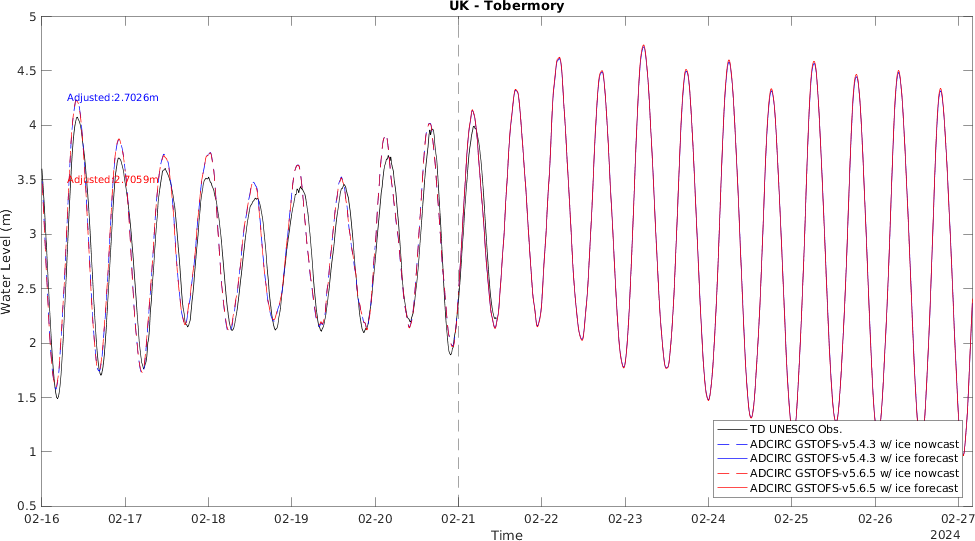 UK - Tobermory
5
4.5
4
3.5
3
2.5
2
1.5
1
0.5
Water Level (m)
Adjusted:2.7026m
Adjusted:2.7059m
TD UNESCO Obs.
ADCIRC GSTOFS-v5.4.3 w/ ice nowcast
ADCIRC GSTOFS-v5.4.3 w/ ice forecast
ADCIRC GSTOFS-v5.6.5 w/ ice nowcast
ADCIRC GSTOFS-v5.6.5 w/ ice forecast
02-16 02-17 02-18 02-19 02-20 02-21 02-22 02-23 02-24 02-25 02-26 02-27
Time
2024